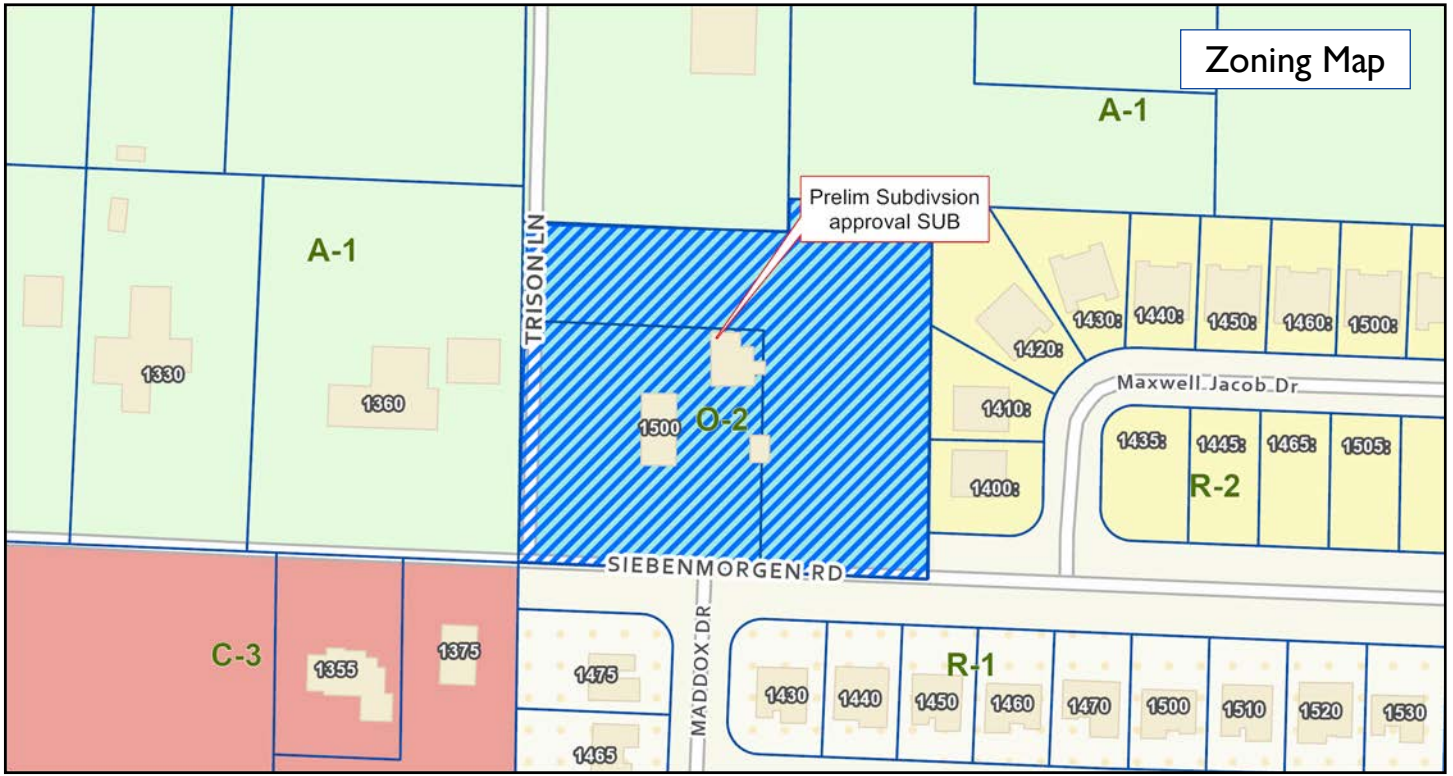 Zoning Map
A-1
Prelim Subdivsion
approval SUB
TRISON LN
A-1
1330
1360
1500
O-2
1420:
1430:
1440:
1450:
1460:
1500:
Maxwell Jacob Dr
1410:
1400:
1435:
1445:
1465:
1505:
R-2
SIEBENMORGEN RD
MADDOX DR
C-3
1355
1375
1475
1465
R-1
1430
1440
1450
1460
1470
1500
1510
1520
1530